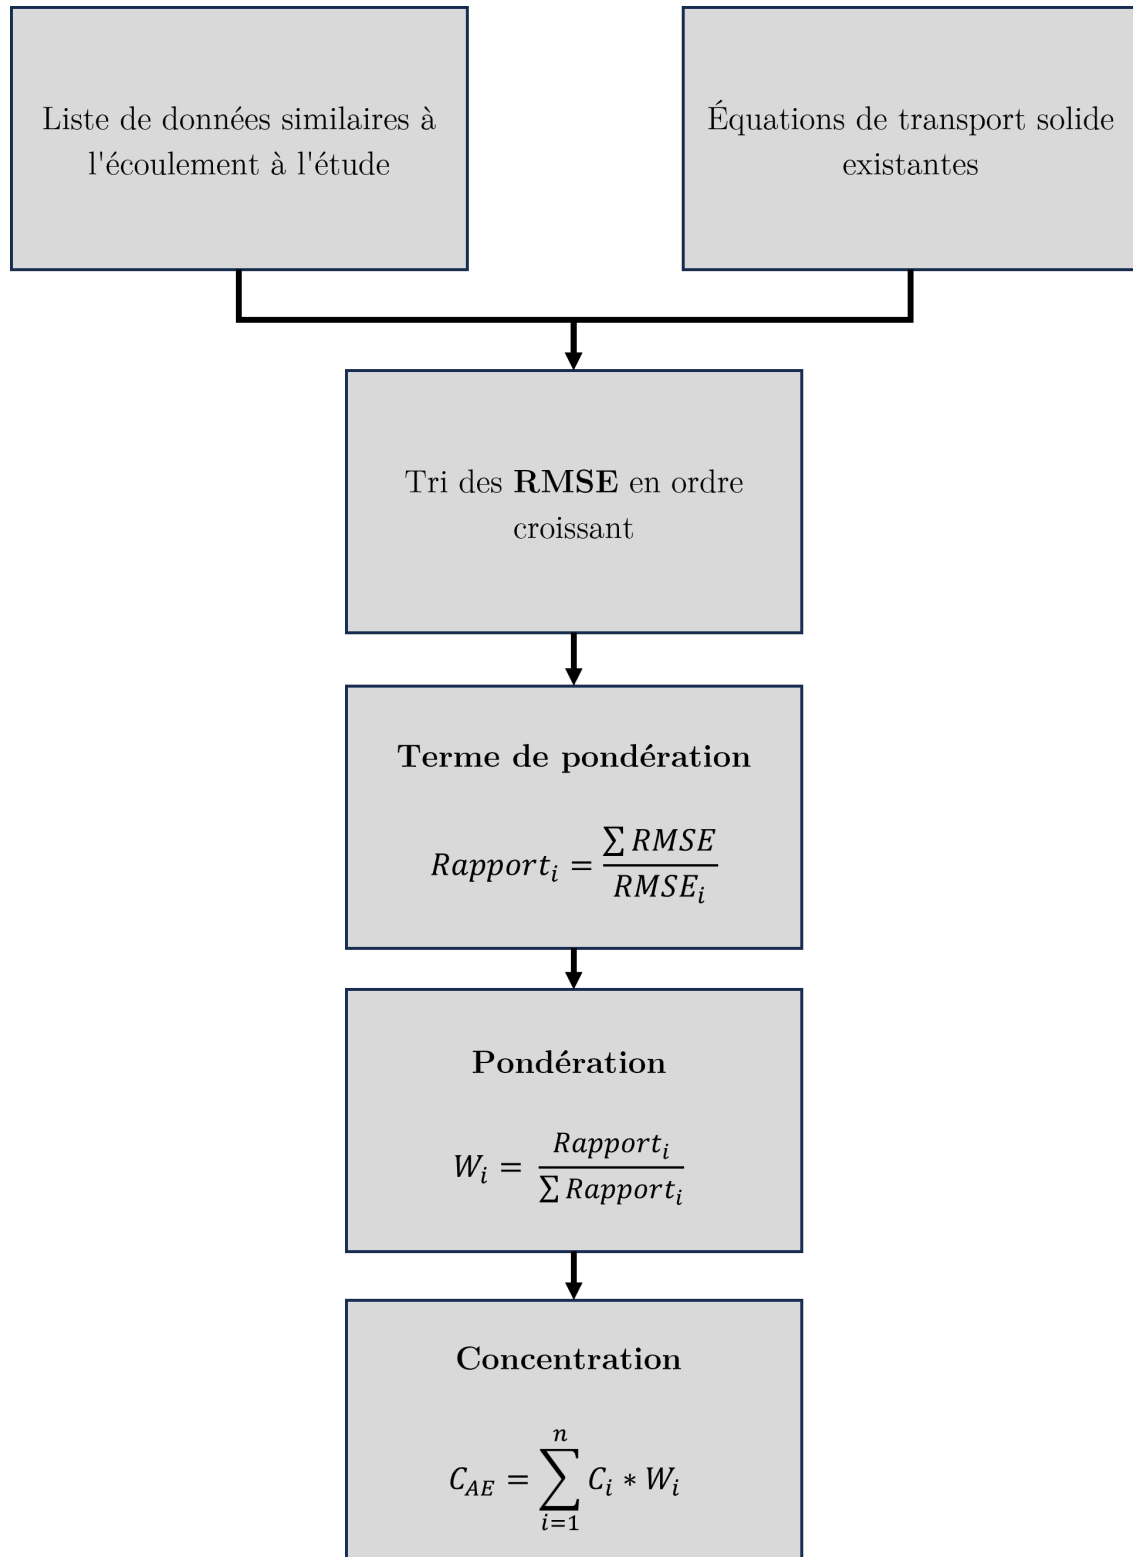 Liste de données similaires à
l'écoulement à l'étude
Équations de transport solide
existantes
Tri des RMSE en ordre
croissant
Terme de pondération
Rapport_i = ∑ RMSE / RMSE_i
Pondération
W_i = Rapport_i / ∑ Rapport_i
Concentration
C_AE = ∑_{i=1}^{n} C_i * W_i